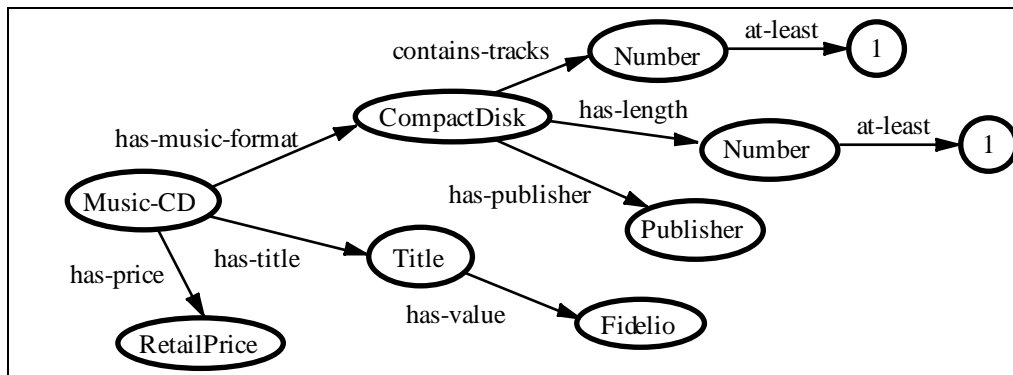 at-least
contains-tracks
Number
1
CompactDisk
has-length
at-least
has-music-format
Number
1
Music-CD
has-publisher
Publisher
has-title
Title
has-price
has-value
Fidelio
RetailPrice